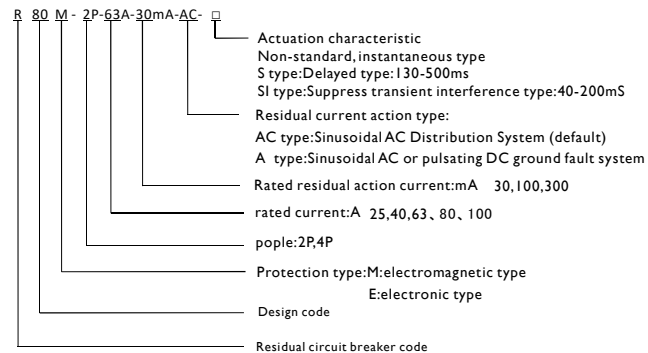 R 80 M - 2P-63A-30mA-AC- □
Actuation characteristic
Non-standard, instantaneous type
S type:Delayed type:130-500ms
SI type:Suppress transient interference type:40-200mS
Residual current action type:
AC type:Sinusoidal AC Distribution System (default)
A type:Sinusoidal AC or pulsating DC ground fault system
Rated residual action current:mA 30,100,300
rated current:A 25,40,63、80、100
pople:2P,4P
Protection type:M:electromagnetic type
E:electronic type
Design code
Residual circuit breaker code